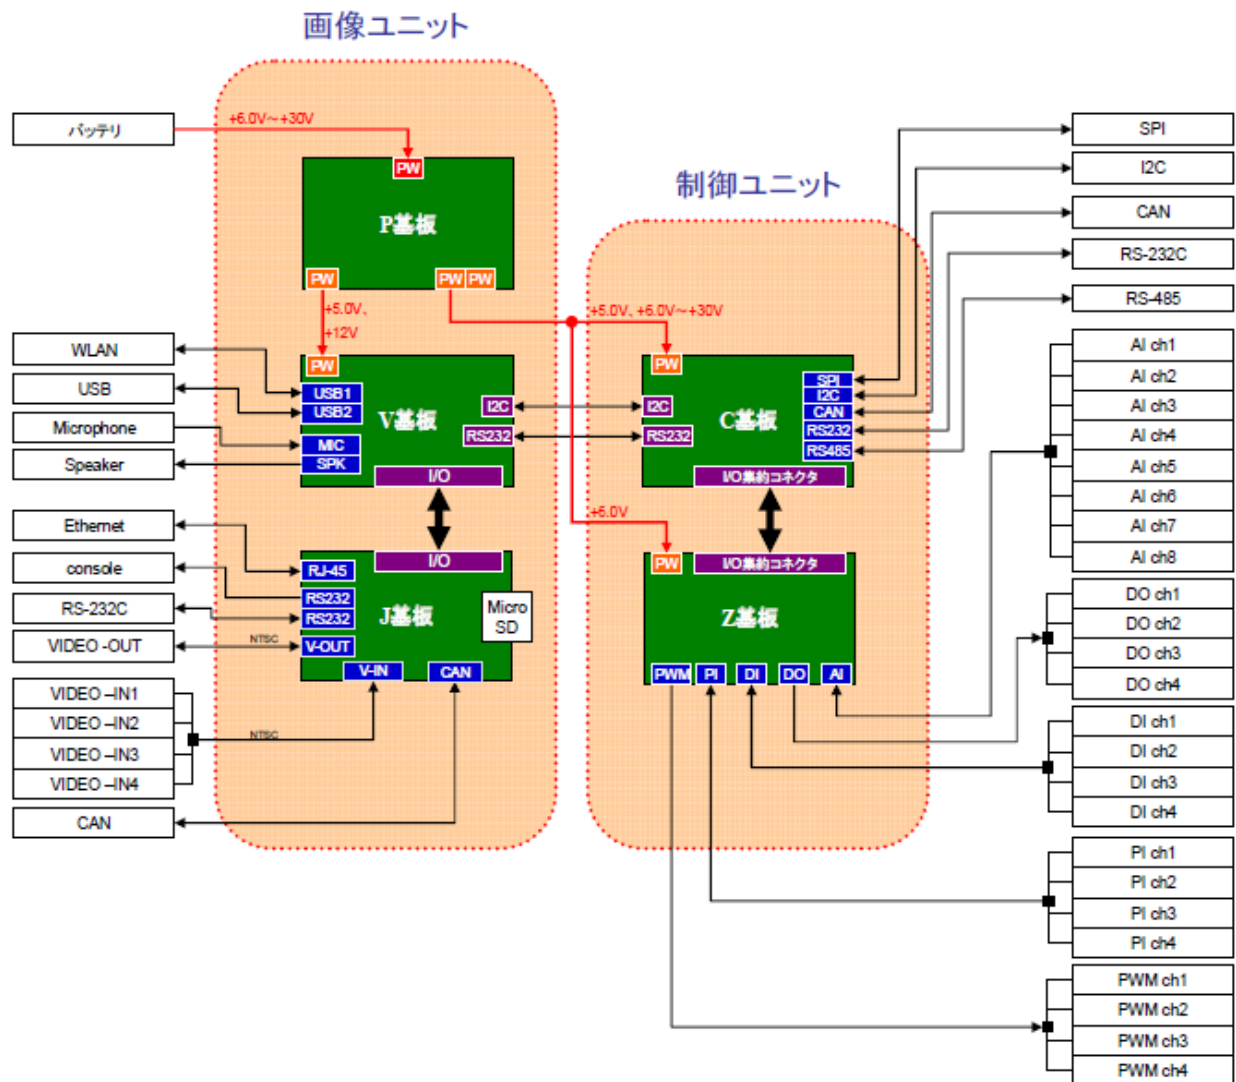 画像ユニット
バッテリ
+6.0V～+30V
PW
P基板
PW
PW PW
+5.0V、
+12V
制御ユニット
+5.0V、+6.0V～+30V
WLAN
USB
Microphone
Speaker
PW
USB1
USB2
MIC
SPK
V基板
I2C
RS232
I/O
PW
I2C
RS232
C基板
SPI
I2C
CAN
RS232
RS485
I/O集約コネクタ
+6.0V
Ethernet
console
RS-232C
VIDEO -OUT
NTSC
VIDEO –IN1
VIDEO –IN2
VIDEO –IN3
VIDEO –IN4
NTSC
CAN
I/O
RJ-45
RS232
RS232
V-OUT
J基板
Micro
SD
V-IN
CAN
PW
I/O集約コネクタ
Z基板
PWM
PI
DI
DO
AI
SPI
I2C
CAN
RS-232C
RS-485
AI ch1
AI ch2
AI ch3
AI ch4
AI ch5
AI ch6
AI ch7
AI ch8
DO ch1
DO ch2
DO ch3
DO ch4
DI ch1
DI ch2
DI ch3
DI ch4
PI ch1
PI ch2
PI ch3
PI ch4
PWM ch1
PWM ch2
PWM ch3
PWM ch4